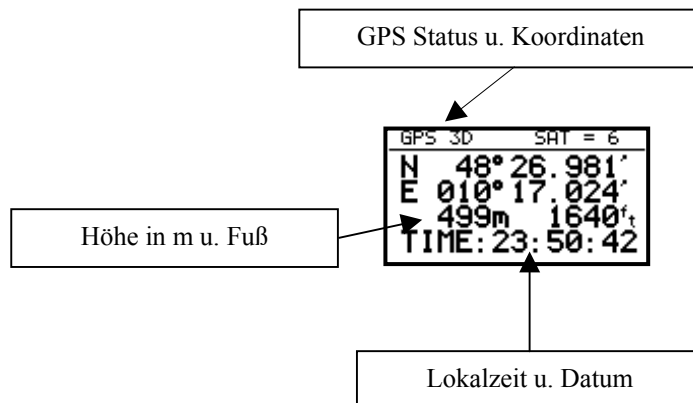 GPS Status u. Koordinaten
GPS 3D SAT = 6
N 48° 26.981'
E 010° 17.024'
499m 1640ft
Höhe in m u. Fuß
TIME:23:50:42
Lokalzeit u. Datum